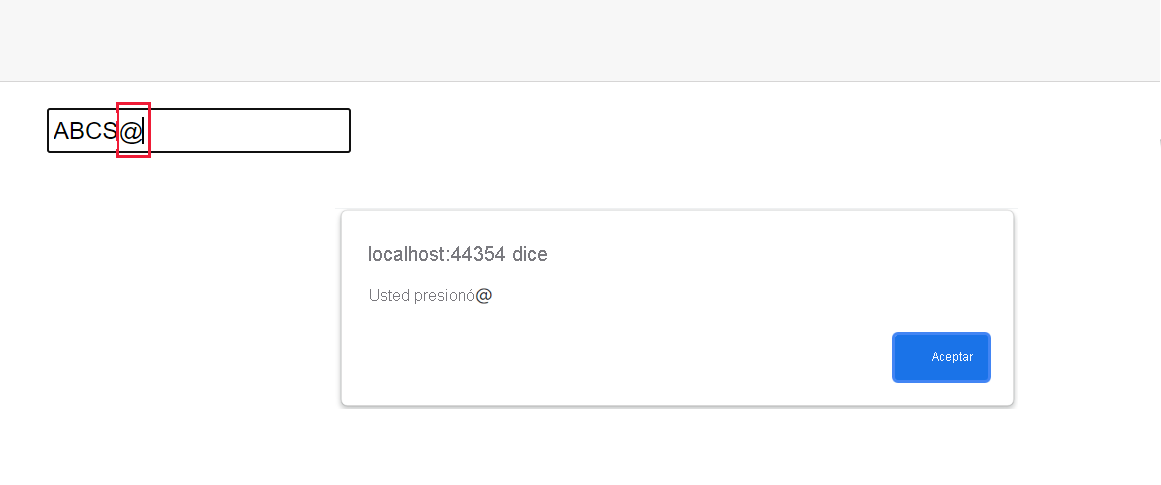 ABCS@
localhost:44354 dice
Usted presionó@
Aceptar